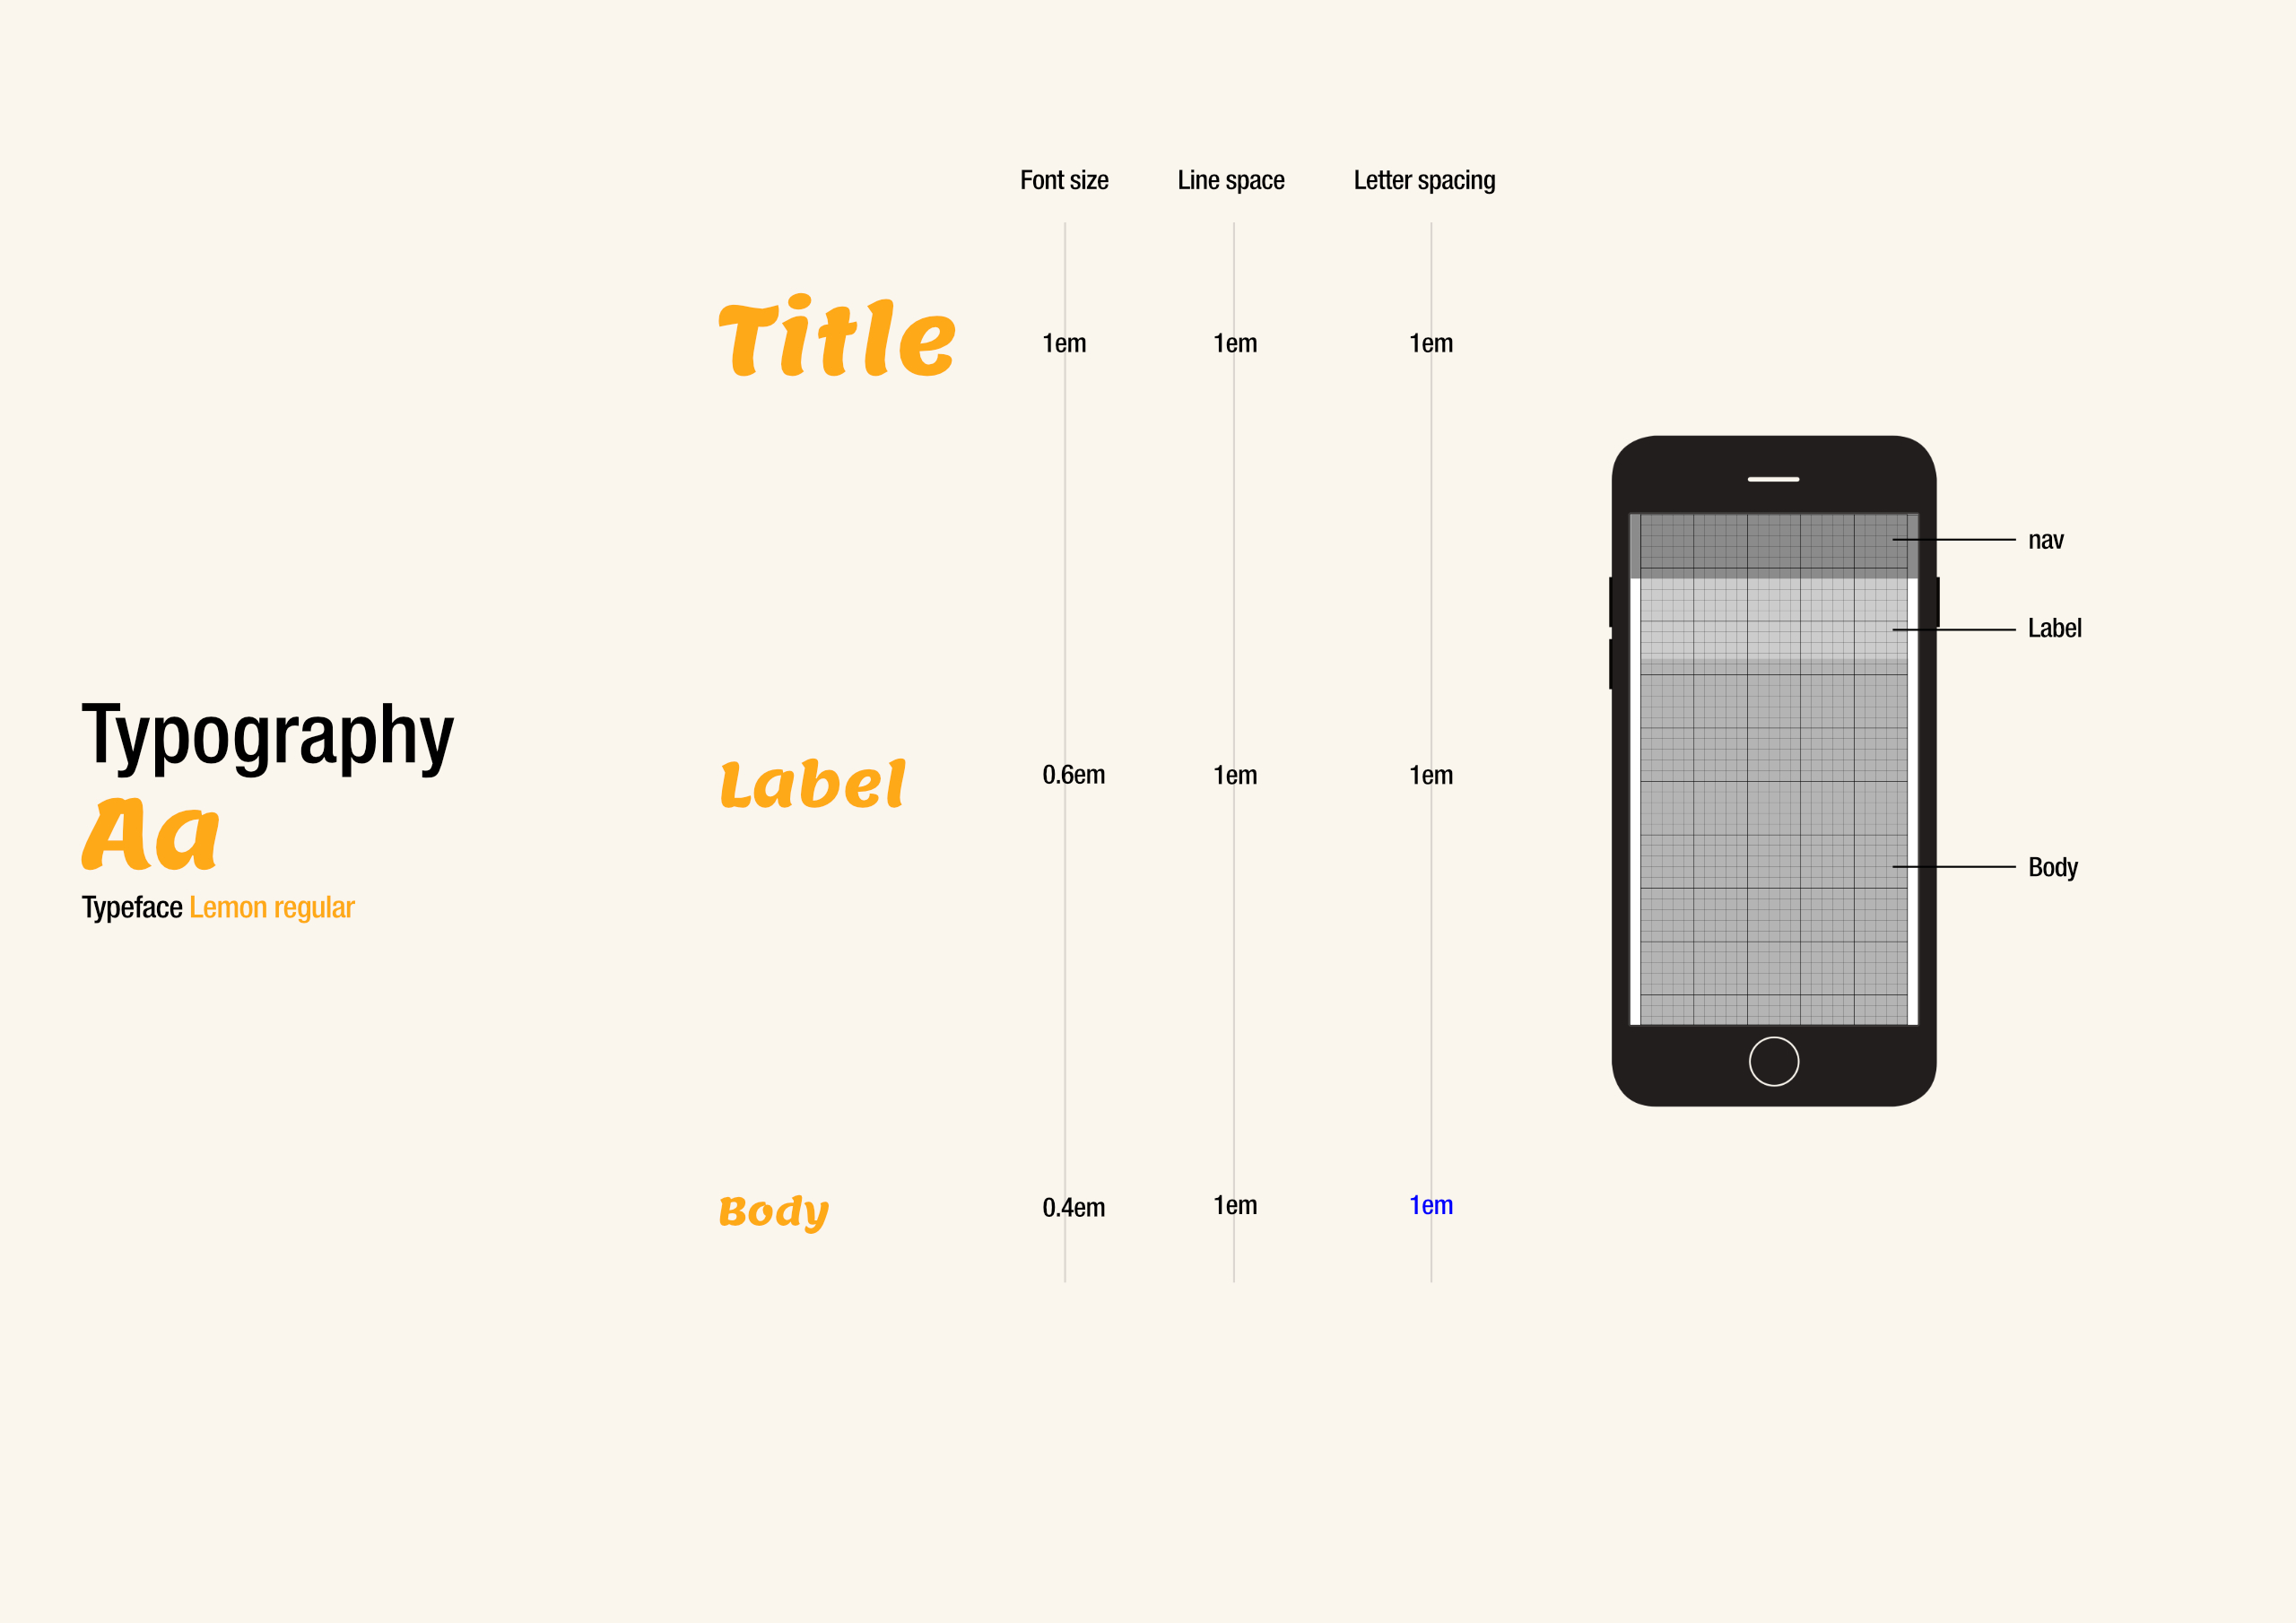 Typography
Aa
Typeface Lemon regular
Font size Line space Letter spacing
Title 1em 1em 1em
Label 0.6em 1em 1em
Body 0.4em 1em 1em
nav
Label
Body